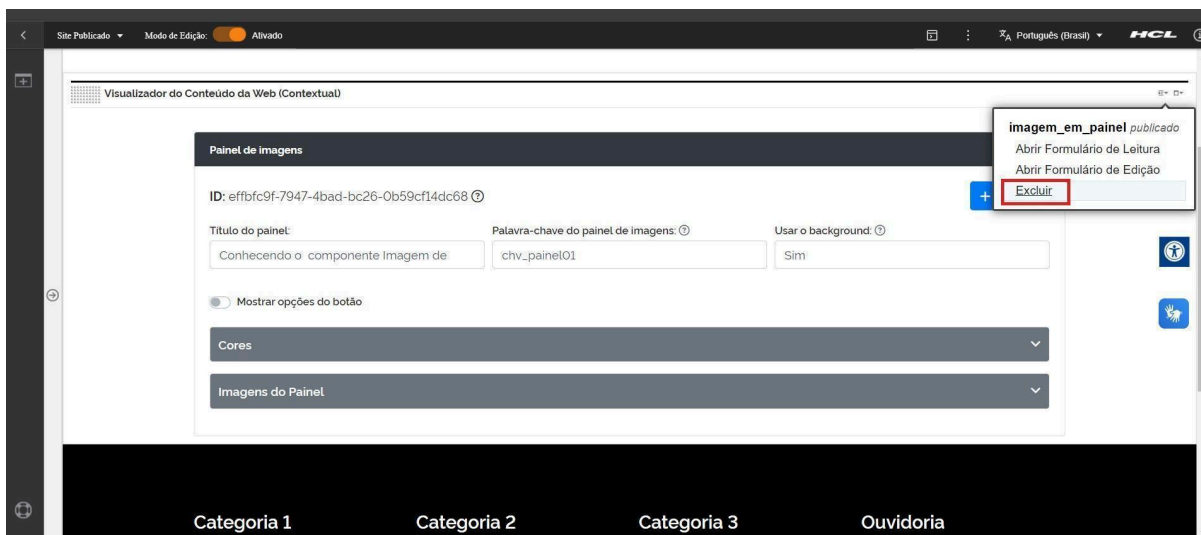 Site Publicado
Modo de Edição:
Ativado
Português (Brasil)
HCL
Visualizador do Conteúdo da Web (Contextual)
imagem_em_painel publicado
Abrir Formulário de Leitura
Abrir Formulário de Edição
Excluir
Painel de imagens
ID: effbfc9f-7947-4bad-bc26-0b59cf14dc68
+
Título do painel:
Palavra-chave do painel de imagens:
Usar o background:
Conhecendo o componente Imagem de
chv_painel01
Sim
Mostrar opções do botão
Cores
Imagens do Painel
Categoria 1
Categoria 2
Categoria 3
Ouvidoria